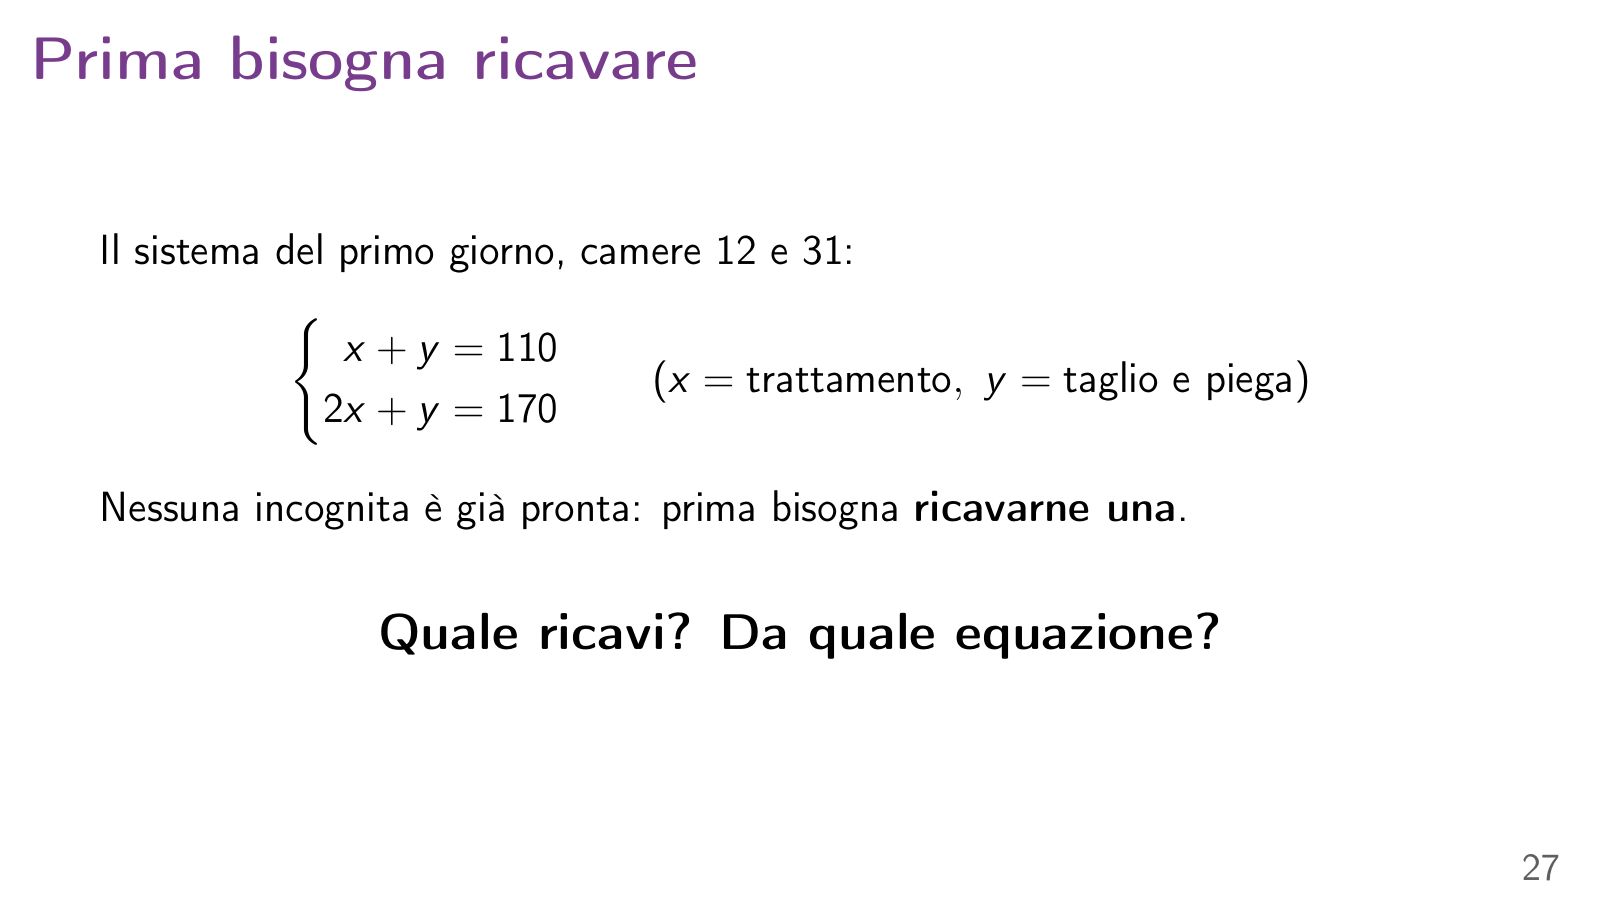 Prima bisogna ricavare
Il sistema del primo giorno, camere 12 e 31:
x + y = 110
2x + y = 170
(x = trattamento, y = taglio e piega)
Nessuna incognita è già pronta: prima bisogna ricavarne una.
Quale ricavi? Da quale equazione?
27